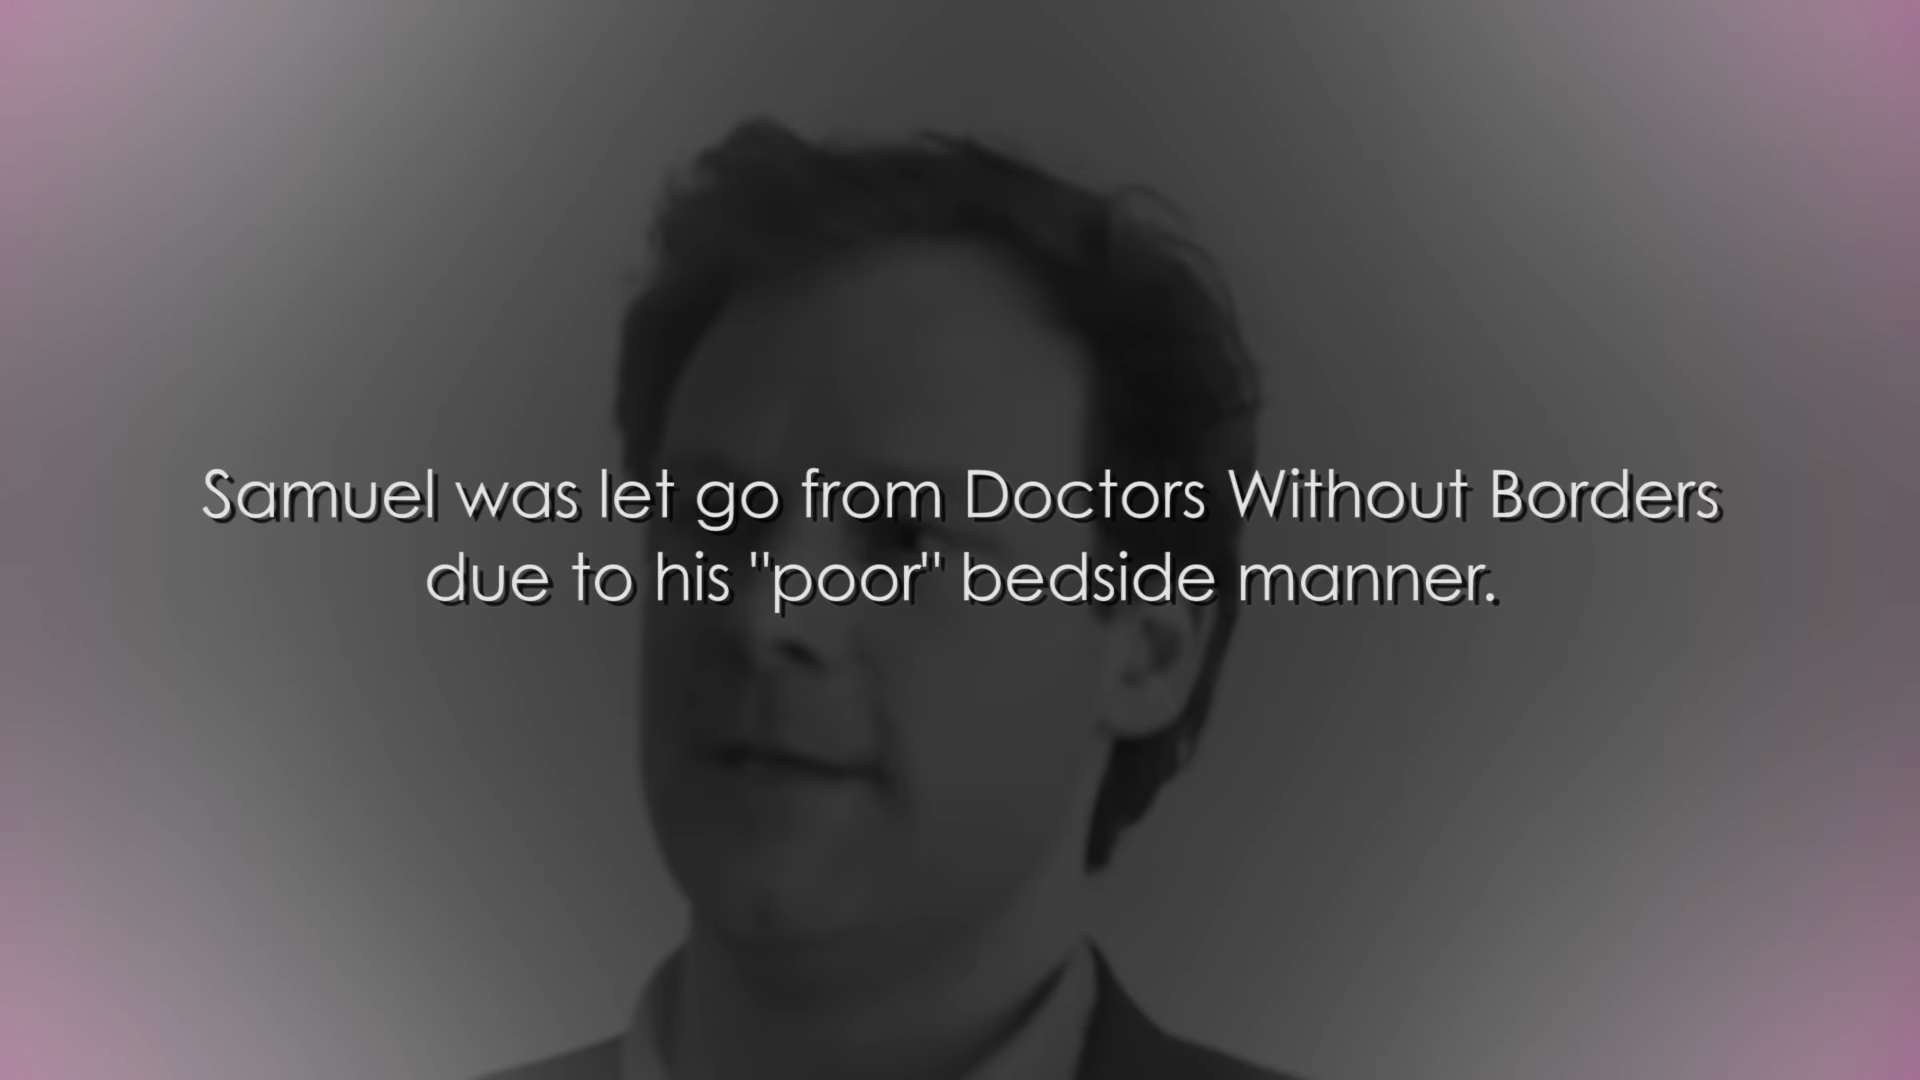 Samuel was let go from Doctors Without Borders
due to his "poor" bedside manner.